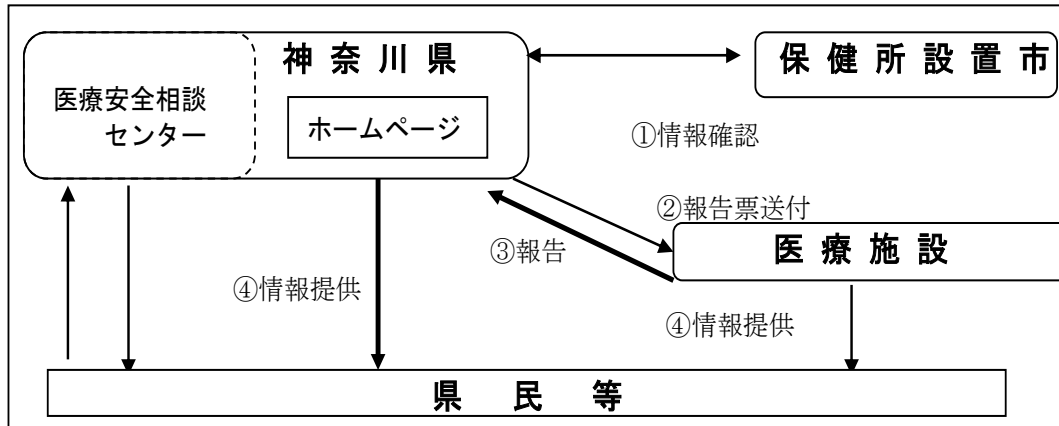 神奈川県
保健所設置市
医療安全相談
センター
ホームページ
①情報確認
②報告票送付
③報告
医療施設
④情報提供
④情報提供
県民等